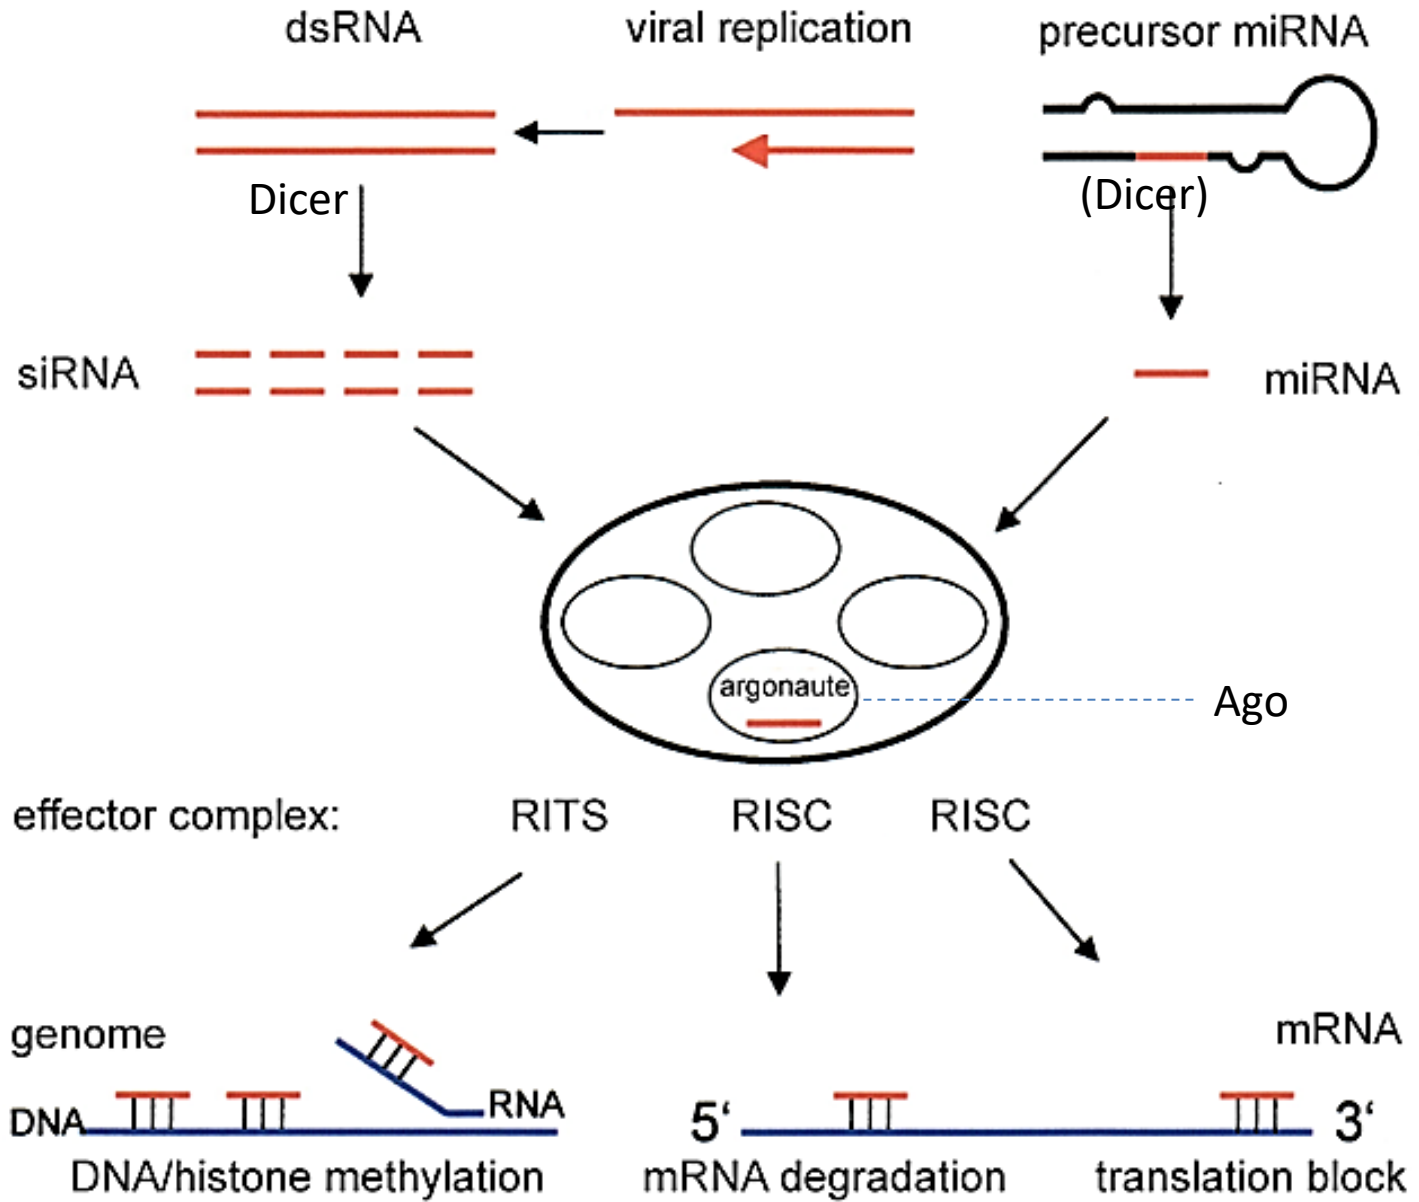 dsRNA
viral replication
precursor miRNA
Dicer
(Dicer)
siRNA
miRNA
argonaute
Ago
effector complex:
RITS
RISC
RISC
genome
mRNA
DNA
RNA
5‘
3‘
DNA/histone methylation
mRNA degradation
translation block